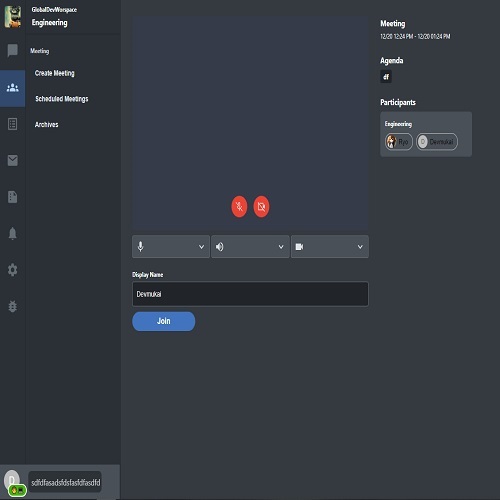 GlobalDevWorspace
Engineering
Meeting
Create Meeting
Scheduled Meetings
Archives
Display Name
Devmukai
Join
Meeting
12/20 12:24 PM - 12/20 01:24 PM
Agenda
df
Participants
Engineering
Ryo
D Devmukai
D
sdfdfasadsfdsfasfdfasdfd